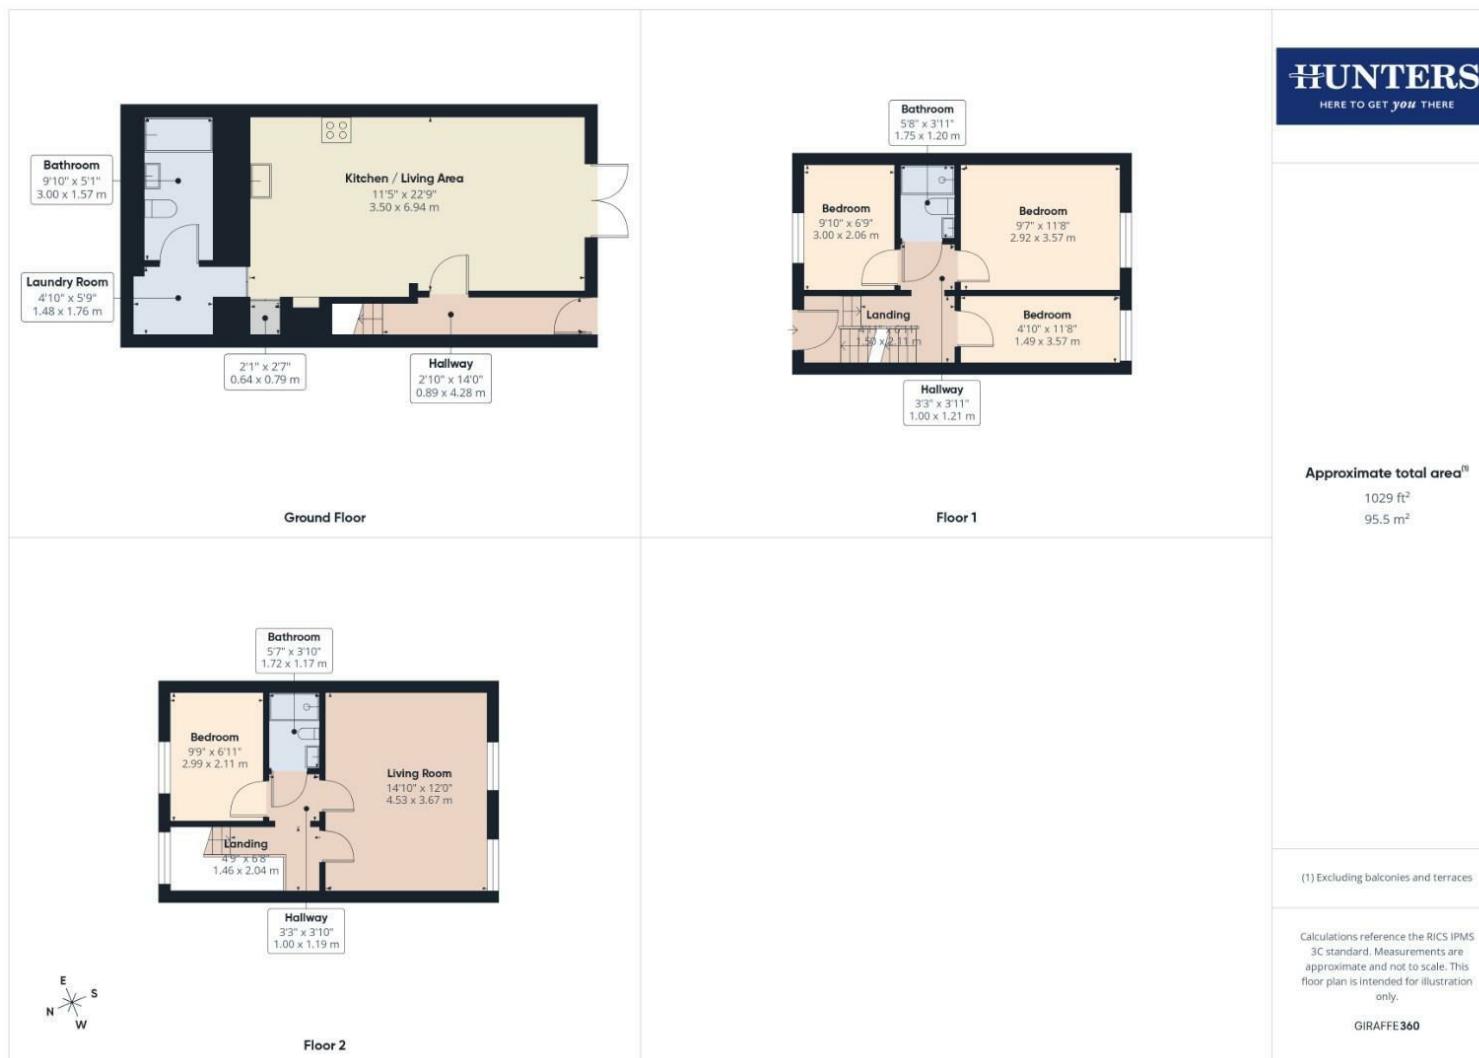 Bathroom
9'10" x 5'1"
3.00 x 1.57 m
Kitchen / Living Area
11'5" x 22'9"
3.50 x 6.94 m
Laundry Room
4'10" x 5'9"
1.48 x 1.76 m
2'1" x 2'7"
0.64 x 0.79 m
Hallway
2'10" x 14'0"
0.89 x 4.28 m
Ground Floor
Bathroom
5'8" x 3'11"
1.75 x 1.20 m
Bedroom
9'10" x 6'9"
3.00 x 2.06 m
Bedroom
9'7" x 11'8"
2.92 x 3.57 m
Landing
1.50 x 2.11 m
Bedroom
4'10" x 11'8"
1.49 x 3.57 m
Hallway
3'3" x 3'11"
1.00 x 1.21 m
Floor 1
Bathroom
5'7" x 3'10"
1.72 x 1.17 m
Bedroom
9'9" x 6'11"
2.99 x 2.11 m
Living Room
14'10" x 12'0"
4.53 x 3.67 m
Landing
4'9" x 6'8"
1.46 x 2.04 m
Hallway
3'3" x 3'10"
1.00 x 1.19 m
E
S
N
W
Floor 2
HUNTERS
HERE TO GET you THERE
Approximate total area(1)
1029 ft²
95.5 m²
(1) Excluding balconies and terraces
Calculations reference the RICS IPMS
3C standard. Measurements are
approximate and not to scale. This
floor plan is intended for illustration
only.
GIRAFFE360